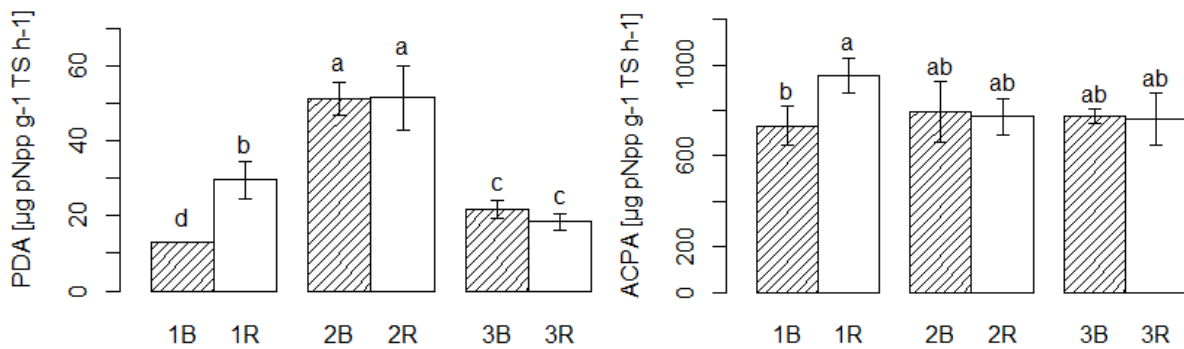 PDA [µg pNpp g-1 TS h-1]
0 20 40 60
d b a a c c
1B 1R 2B 2R 3B 3R
ACPA [µg pNpp g-1 TS h-1]
0 200 600 1000
b a ab ab ab ab
1B 1R 2B 2R 3B 3R